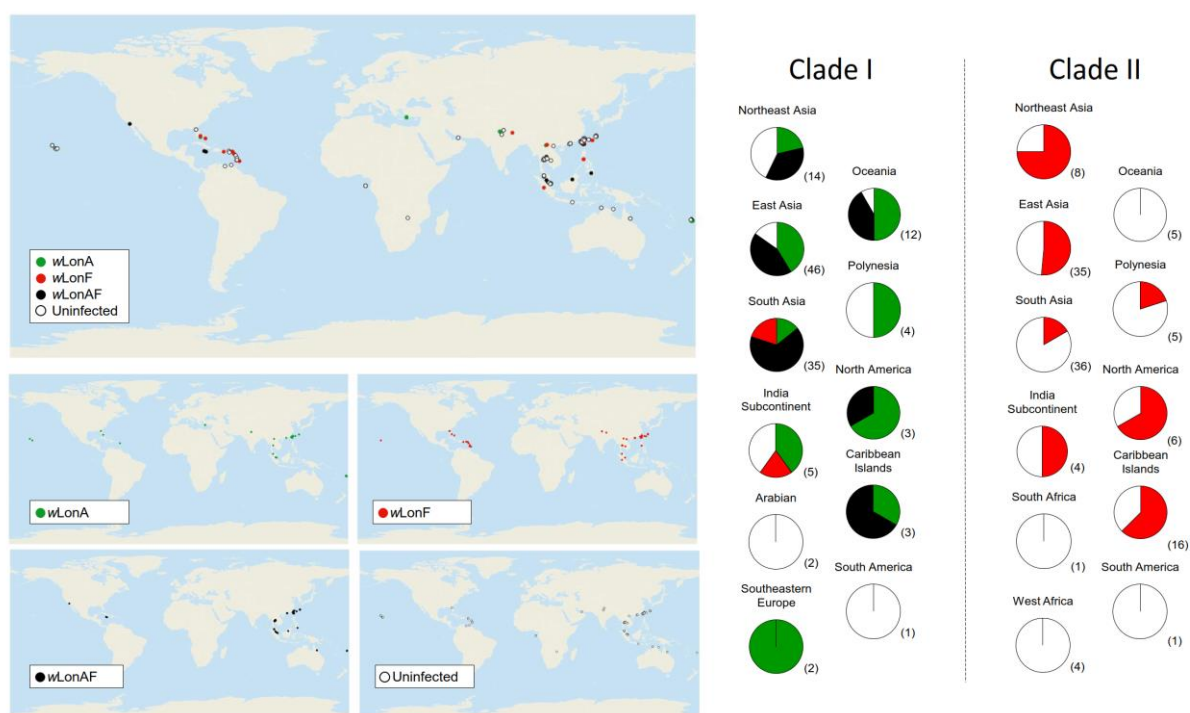 wLonA
wLonF
wLonAF
Uninfected
wLonA
wLonF
wLonAF
Uninfected
Clade I
Northeast Asia
(14)
Oceania
(12)
East Asia
(46)
Polynesia
(4)
South Asia
(35)
North America
(3)
India
Subcontinent
(5)
Caribbean
Islands
(3)
Arabian
(2)
South America
(1)
Southeastern
Europe
(2)
Clade II
Northeast Asia
(8)
Oceania
(5)
East Asia
(35)
Polynesia
(5)
South Asia
(36)
North America
(6)
India
Subcontinent
(4)
Caribbean
Islands
(16)
South Africa
(1)
South America
(1)
West Africa
(4)